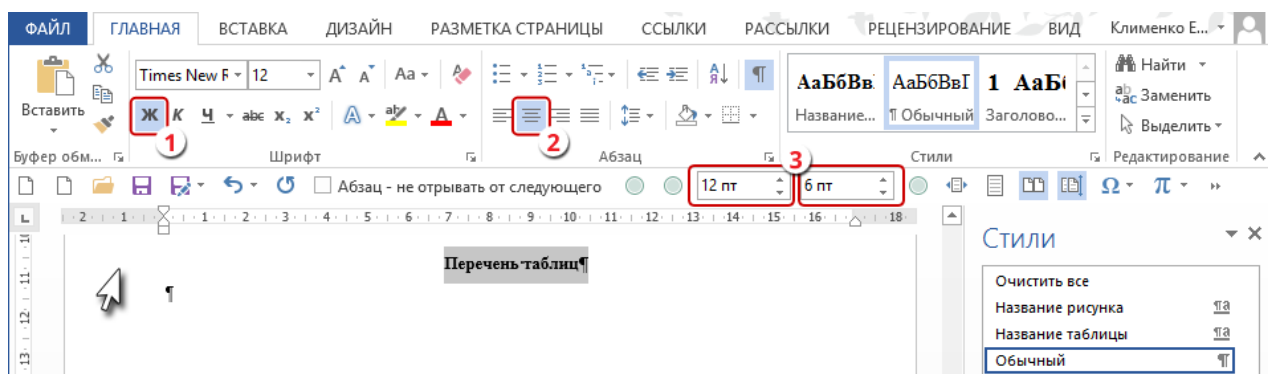 ФАЙЛ ГЛАВНАЯ ВСТАВКА ДИЗАЙН РАЗМЕТКА СТРАНИЦЫ ССЫЛКИ РАССЫЛКИ РЕЦЕНЗИРОВАНИЕ ВИД Клименко Е...
Times New F 12 Aa АаБбВв АаБбВвГ 1 АаБ Найти
Вставить Ж К Ч abc x₂ x² A aby A Название... ¶ Обычный Заголово... Заменить
1 2 Выделить
Буфер обм... Шрифт Абзац 3 Стили Редактирование
Абзац - не отрывать от следующего 12 пт 6 пт Ω π
2 1 1 2 3 4 5 6 7 8 9 10 11 12 13 14 15 16 18
Стили
Перечень таблиц¶
¶
Очистить все
Название рисунка ¶a
Название таблицы ¶a
Обычный ¶
11
12
13